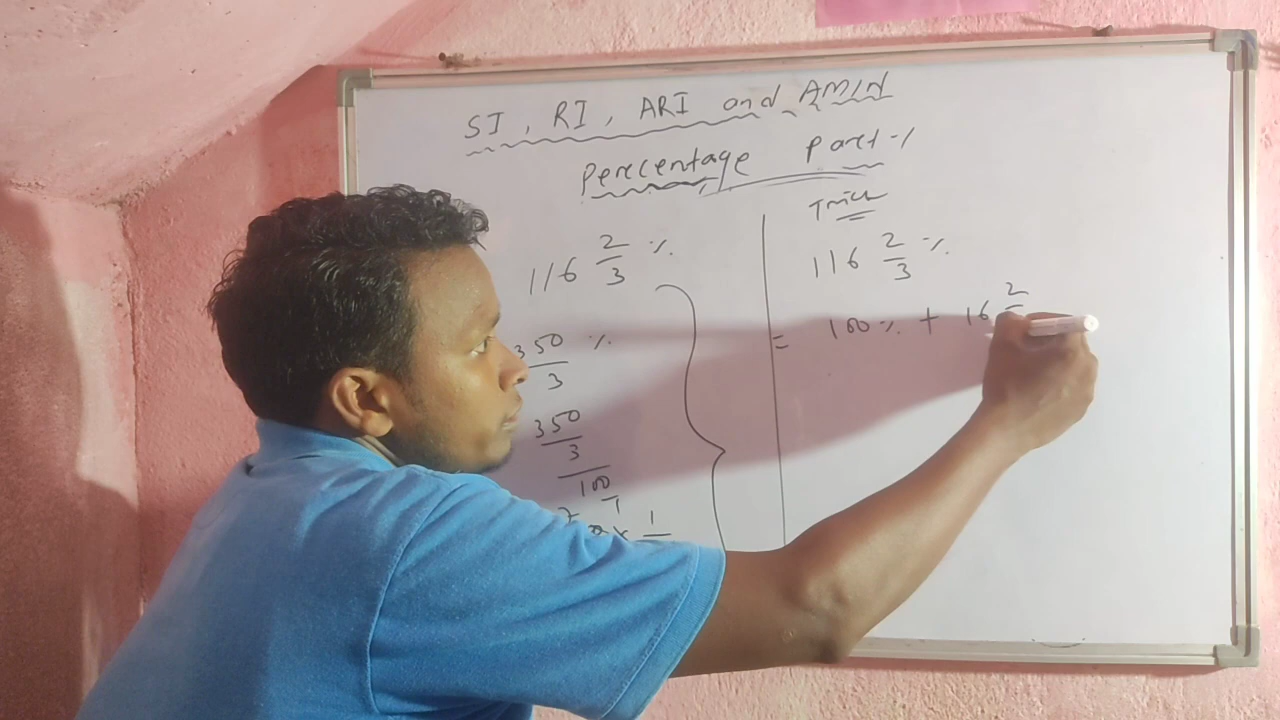 SI, RI, ARI and AMIN
Percentage Part-1
116 2/3 %
350/3 %
350
3
100
1
Trick
116 2/3 %
= 100% + 16 2